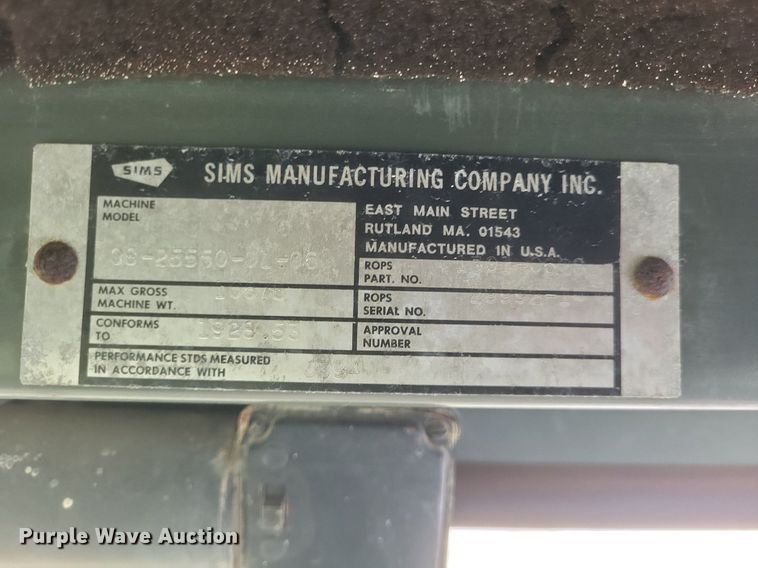 SIMS
SIMS MANUFACTURING COMPANY INC.
EAST MAIN STREET
RUTLAND MA. 01543
MANUFACTURED IN U.S.A.
MACHINE
MODEL
MAX GROSS
MACHINE WT.
CONFORMS
TO
1928.53
PERFORMANCE STDS MEASURED
IN ACCORDANCE WITH
ROPS
PART. NO.
ROPS
SERIAL NO.
APPROVAL
NUMBER
Purple Wave Auction